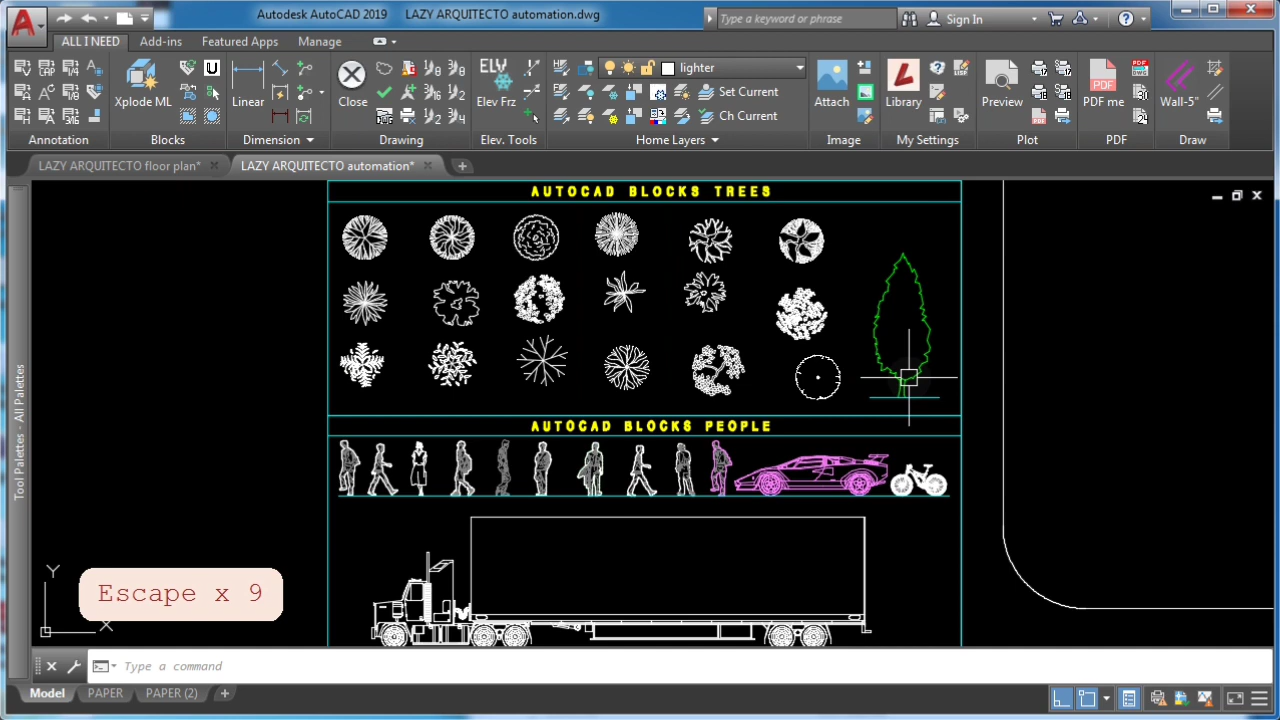 Autodesk AutoCAD 2019 LAZY ARQUITECTO automation.dwg
Type a keyword or phrase
Sign In
ALL I NEED
Add-ins
Featured Apps
Manage
Xplode ML
Linear
Close
ELV
Elev Frz
lighter
Set Current
Ch Current
Attach
Library
Preview
PDF me
Wall-5"
Annotation
Blocks
Dimension
Drawing
Elev. Tools
Home Layers
Image
My Settings
Plot
PDF
Draw
LAZY ARQUITECTO floor plan*
LAZY ARQUITECTO automation*
Tool Palettes - All Palettes
AUTOCAD BLOCKS TREES
AUTOCAD BLOCKS PEOPLE
Y
X
Escape x 9
Type a command
Model
PAPER
PAPER (2)